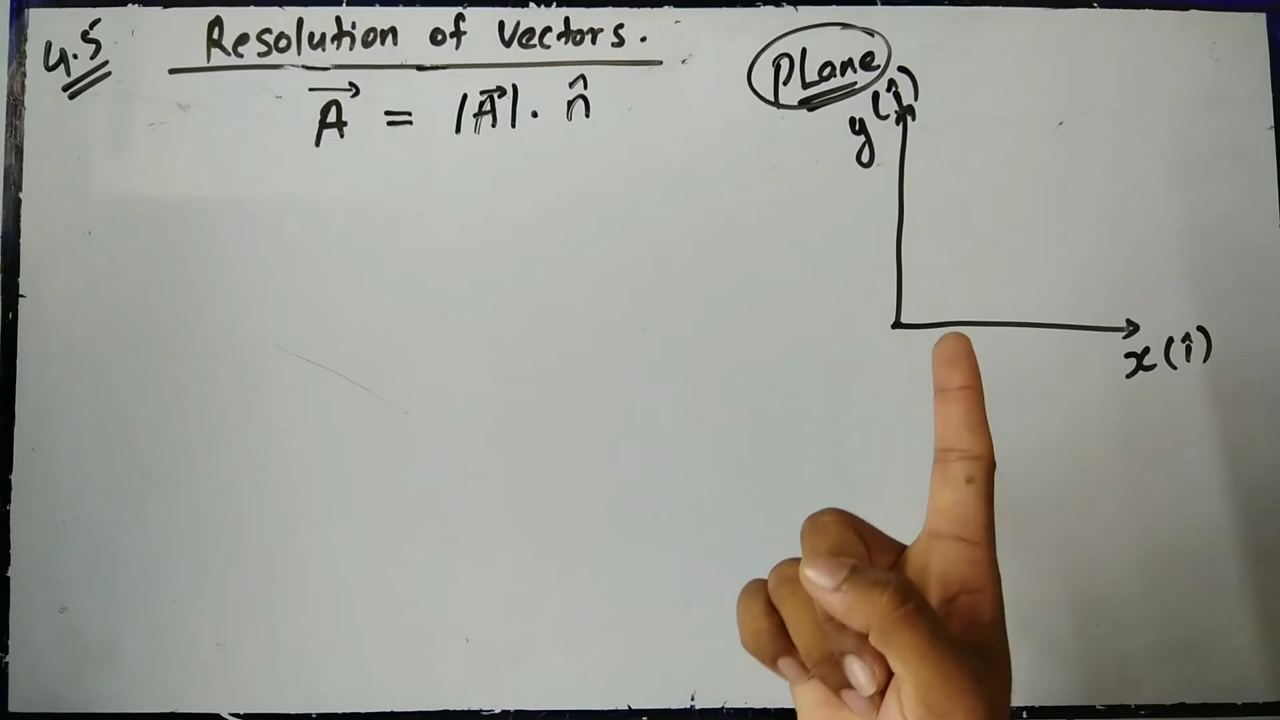 4.5 Resolution of vectors.
A⃗ = |A⃗| . n̂
PLane
y (ĵ)
x (î)